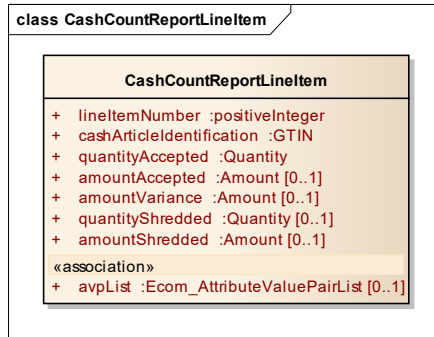 class CashCountReportLineItem
CashCountReportLineItem
+ lineItemNumber :positiveInteger
+ cashArticleIdentification :GTIN
+ quantityAccepted :Quantity
+ amountAccepted :Amount [0..1]
+ amountVariance :Amount [0..1]
+ quantityShredded :Quantity [0..1]
+ amountShredded :Amount [0..1]
«association»
+ avpList :Ecom_AttributeValuePairList [0..1]